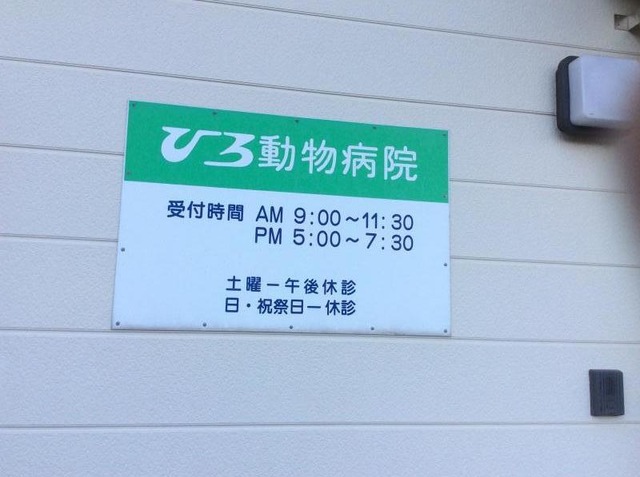 ひろ動物病院
受付時間 AM 9:00〜11:30
PM 5:00〜7:30
土曜ー午後休診
日・祝祭日ー休診